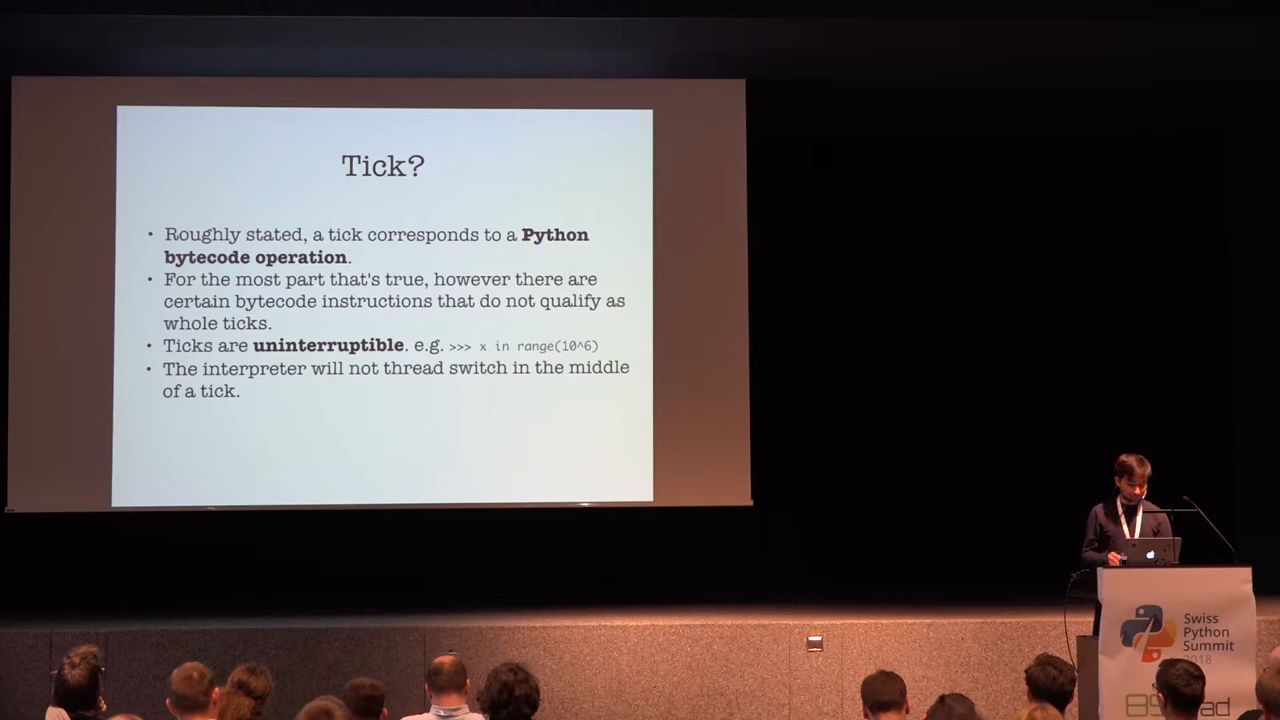 Tick?
• Roughly stated, a tick corresponds to a Python
bytecode operation.
• For the most part that's true, however there are
certain bytecode instructions that do not qualify as
whole ticks.
• Ticks are uninterruptible. e.g. >>> x in range(10^6)
• The interpreter will not thread switch in the middle
of a tick.
Swiss
Python
Summit
2018